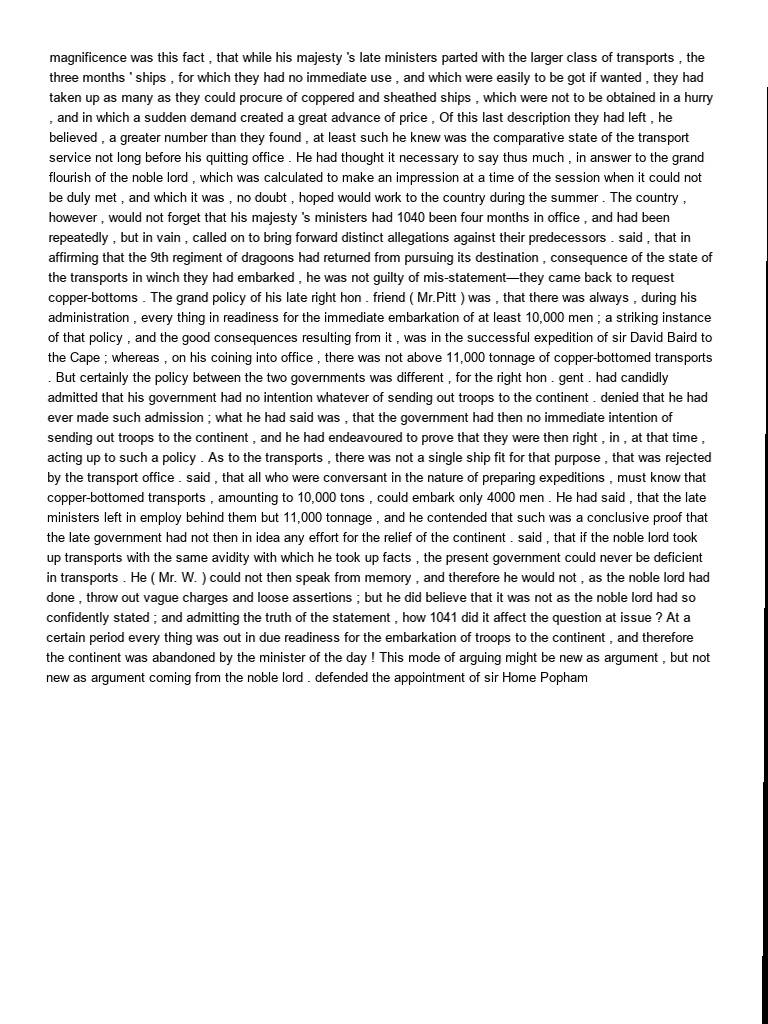 magnificence was this fact , that while his majesty 's late ministers parted with the larger class of transports , the
three months ' ships , for which they had no immediate use , and which were easily to be got if wanted , they had
taken up as many as they could procure of coppered and sheathed ships , which were not to be obtained in a hurry
, and in which a sudden demand created a great advance of price , Of this last description they had left , he
believed , a greater number than they found , at least such he knew was the comparative state of the transport
service not long before his quitting office . He had thought it necessary to say thus much , in answer to the grand
flourish of the noble lord , which was calculated to make an impression at a time of the session when it could not
be duly met , and which it was , no doubt , hoped would work to the country during the summer . The country ,
however , would not forget that his majesty 's ministers had 1040 been four months in office , and had been
repeatedly , but in vain , called on to bring forward distinct allegations against their predecessors . said , that in
affirming that the 9th regiment of dragoons had returned from pursuing its destination , consequence of the state of
the transports in winch they had embarked , he was not guilty of mis-statement—they came back to request
copper-bottoms . The grand policy of his late right hon . friend ( Mr.Pitt ) was , that there was always , during his
administration , every thing in readiness for the immediate embarkation of at least 10,000 men ; a striking instance
of that policy , and the good consequences resulting from it , was in the successful expedition of sir David Baird to
the Cape ; whereas , on his coining into office , there was not above 11,000 tonnage of copper-bottomed transports
. But certainly the policy between the two governments was different , for the right hon . gent . had candidly
admitted that his government had no intention whatever of sending out troops to the continent . denied that he had
ever made such admission ; what he had said was , that the government had then no immediate intention of
sending out troops to the continent , and he had endeavoured to prove that they were then right , in , at that time ,
acting up to such a policy . As to the transports , there was not a single ship fit for that purpose , that was rejected
by the transport office . said , that all who were conversant in the nature of preparing expeditions , must know that
copper-bottomed transports , amounting to 10,000 tons , could embark only 4000 men . He had said , that the late
ministers left in employ behind them but 11,000 tonnage , and he contended that such was a conclusive proof that
the late government had not then in idea any effort for the relief of the continent . said , that if the noble lord took
up transports with the same avidity with which he took up facts , the present government could never be deficient
in transports . He ( Mr. W. ) could not then speak from memory , and therefore he would not , as the noble lord had
done , throw out vague charges and loose assertions ; but he did believe that it was not as the noble lord had so
confidently stated ; and admitting the truth of the statement , how 1041 did it affect the question at issue ? At a
certain period every thing was out in due readiness for the embarkation of troops to the continent , and therefore
the continent was abandoned by the minister of the day ! This mode of arguing might be new as argument , but not
new as argument coming from the noble lord . defended the appointment of sir Home Popham